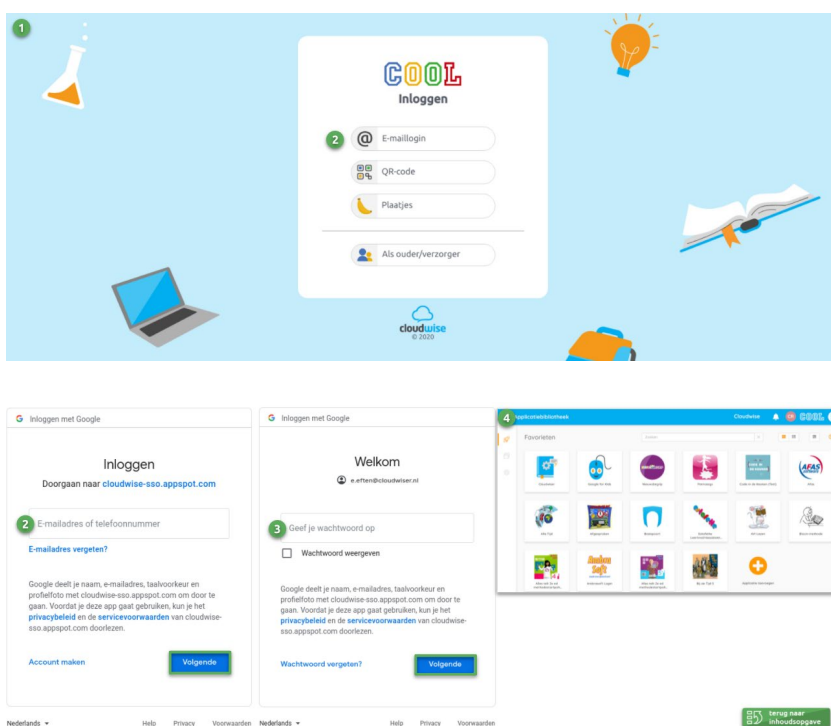 1
COOL
Inloggen
2
@ E-maillogin
QR-code
Plaatjes
Als ouder/verzorger
cloudwise
© 2020
G Inloggen met Google
Inloggen
Doorgaan naar cloudwise-sso.appspot.com
2
E-mailadres of telefoonnummer
E-mailadres vergeten?
Google deelt je naam, e-mailadres, taalvoorkeur en
profielfoto met cloudwise-sso.appspot.com om door te
gaan. Voordat je deze app gaat gebruiken, kun je het
privacybeleid en de servicevoorwaarden van cloudwise-
sso.appspot.com doorlezen.
Account maken
Volgende
Nederlands
Help
Privacy
Voorwaarden
G Inloggen met Google
Welkom
e.eften@cloudwiser.nl
3
Geef je wachtwoord op
Wachtwoord weergeven
Google deelt je naam, e-mailadres, taalvoorkeur en
profielfoto met cloudwise-sso.appspot.com om door te
gaan. Voordat je deze app gaat gebruiken, kun je het
privacybeleid en de servicevoorwaarden van cloudwise-
sso.appspot.com doorlezen.
Wachtwoord vergeten?
Volgende
Nederlands
Help
Privacy
Voorwaarden
4
Cloudwise
COOL
Favorieten
AFAS
terug naar
inhoudsopgave